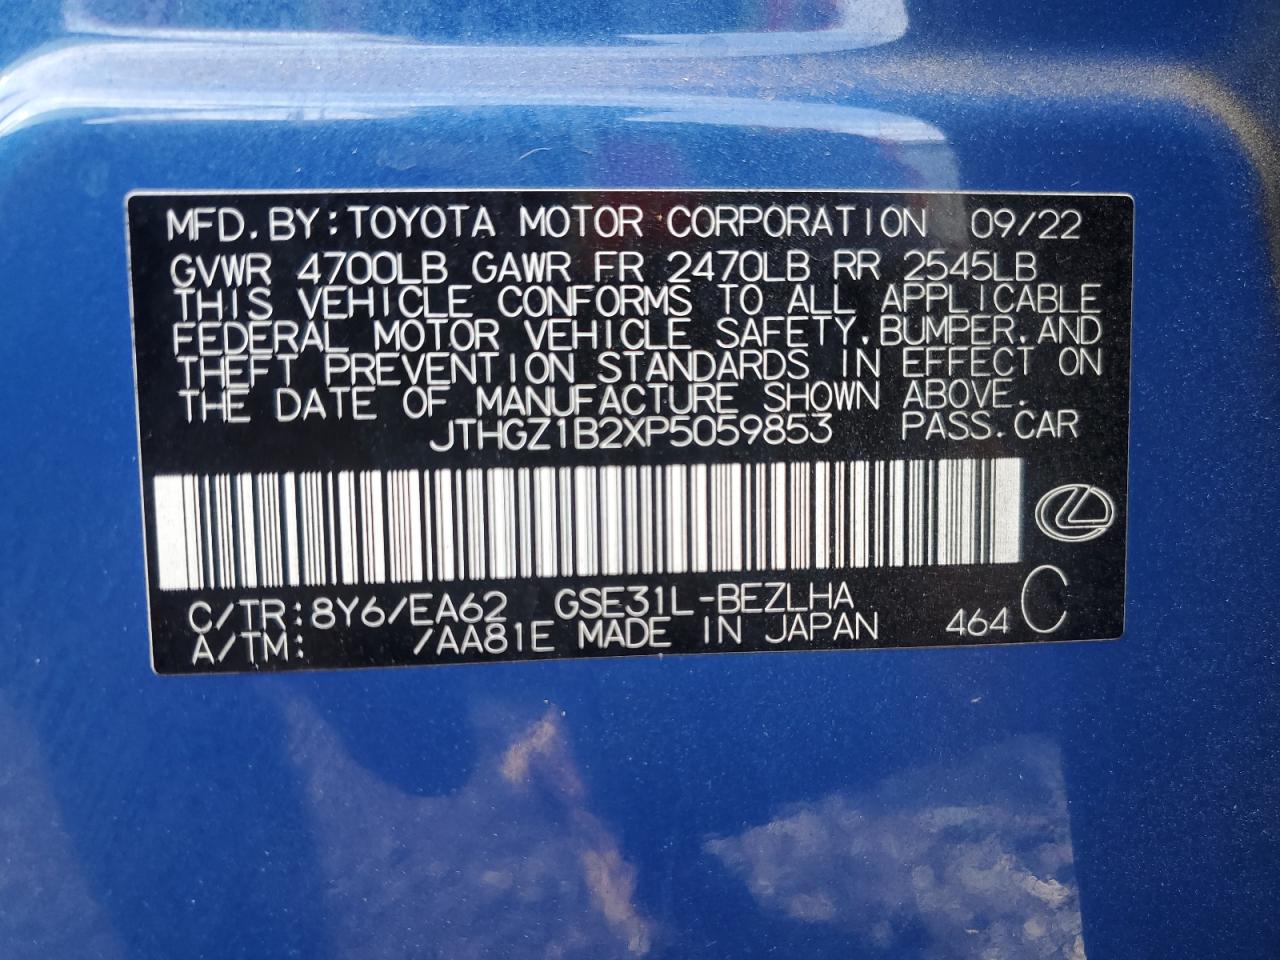 MFD. BY: TOYOTA MOTOR CORPORATION 09/22
GVWR 4700LB GAWR FR 2470LB RR 2545LB
THIS VEHICLE CONFORMS TO ALL APPLICABLE
FEDERAL MOTOR VEHICLE SAFETY, BUMPER, AND
THEFT PREVENTION STANDARDS IN EFFECT ON
THE DATE OF MANUFACTURE SHOWN ABOVE.
JTHGZ1B2XP5059853 PASS. CAR
C/TR: 8Y6/EA62 GSE31L-BEZLHA
A/TM: /AA81E MADE IN JAPAN 464 C